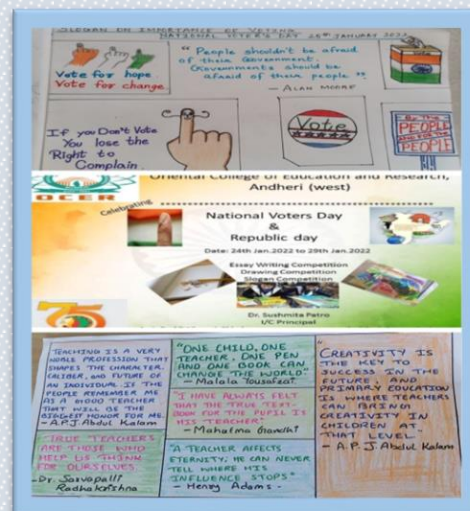 SLOGAN ON IMPORTANCE OF VOTING
NATIONAL VOTER'S DAY 25th JANUARY 2022
Vote for hope
Vote for change
"People shouldn't be afraid
of their Government.
Governments should be
afraid of their people"
- ALAN MOORE
If you Don't Vote
You lose the
Right to
Complain.
Vote
By the
PEOPLE
AND FOR THE
PEOPLE
OCER
Oriental College of Education and Research,
Andheri (west)
Celebrating
National Voters Day
&
Republic day
Date: 24th Jan.2022 to 29th Jan.2022
Essay Writing Competition
Drawing Competition
Slogan Competition
Dr. Sushmita Patro
I/C Principal
75
TEACHING IS A VERY
NOBLE PROFESSION THAT
SHAPES THE CHARACTER,
CALIBER, AND FUTURE OF
AN INDIVIDUAL. IF THE
PEOPLE REMEMBER ME
AS A GOOD TEACHER
THAT WILL BE THE
BIGGEST HONOR FOR ME.
- A.P.J. Abdul Kalam
"TRUE TEACHERS
ARE THOSE WHO
HELP US THINK
FOR OURSELVES.
- Dr. Sarvapalli
Radhakrishna
"ONE CHILD, ONE
TEACHER, ONE PEN
AND ONE BOOK CAN
CHANGE THE WORLD"
- Malala Yousafzai.
"I HAVE ALWAYS FELT
THAT THE TRUE TEXT-
BOOK FOR THE PUPIL IS
HIS TEACHER"
- Mahatma Gandhi
"A TEACHER AFFECTS
ETERNITY; HE CAN NEVER
TELL WHERE HIS
INFLUENCE STOPS"
- Henry Adams -
"CREATIVITY IS
THE KEY TO
SUCCESS IN THE
FUTURE, AND
PRIMARY EDUCATION
IS WHERE TEACHERS
CAN BRING
CREATIVITY IN
CHILDREN AT
THAT LEVEL.
- A.P.J. Abdul Kalam